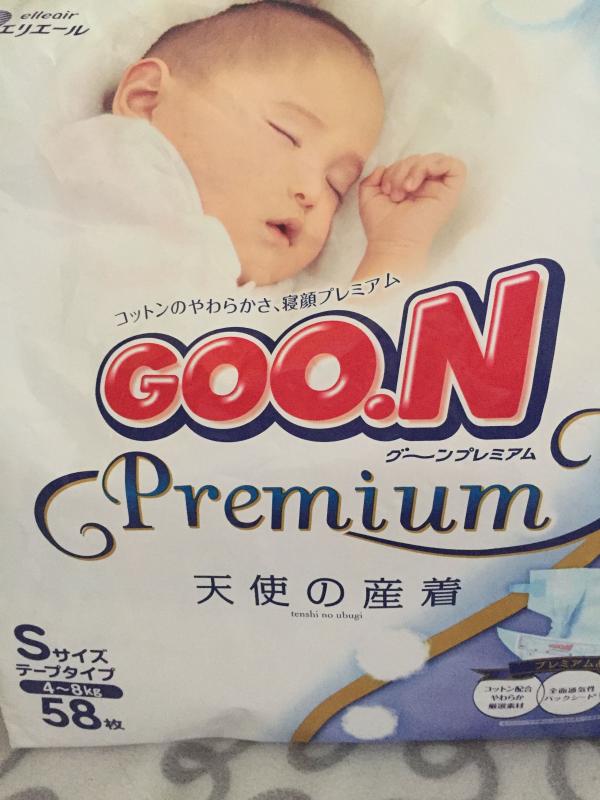 elleair
エリエール
コットンのやわらかさ、寝顔プレミアム
GOO.N
グ〜ンプレミアム
Premium
天使の産着
tenshi no ubugi
Sサイズ
テープタイプ
4〜8kg
58枚
プレミアム
コットン配合
やわらか
厳選素材
全面通気性
バックシート